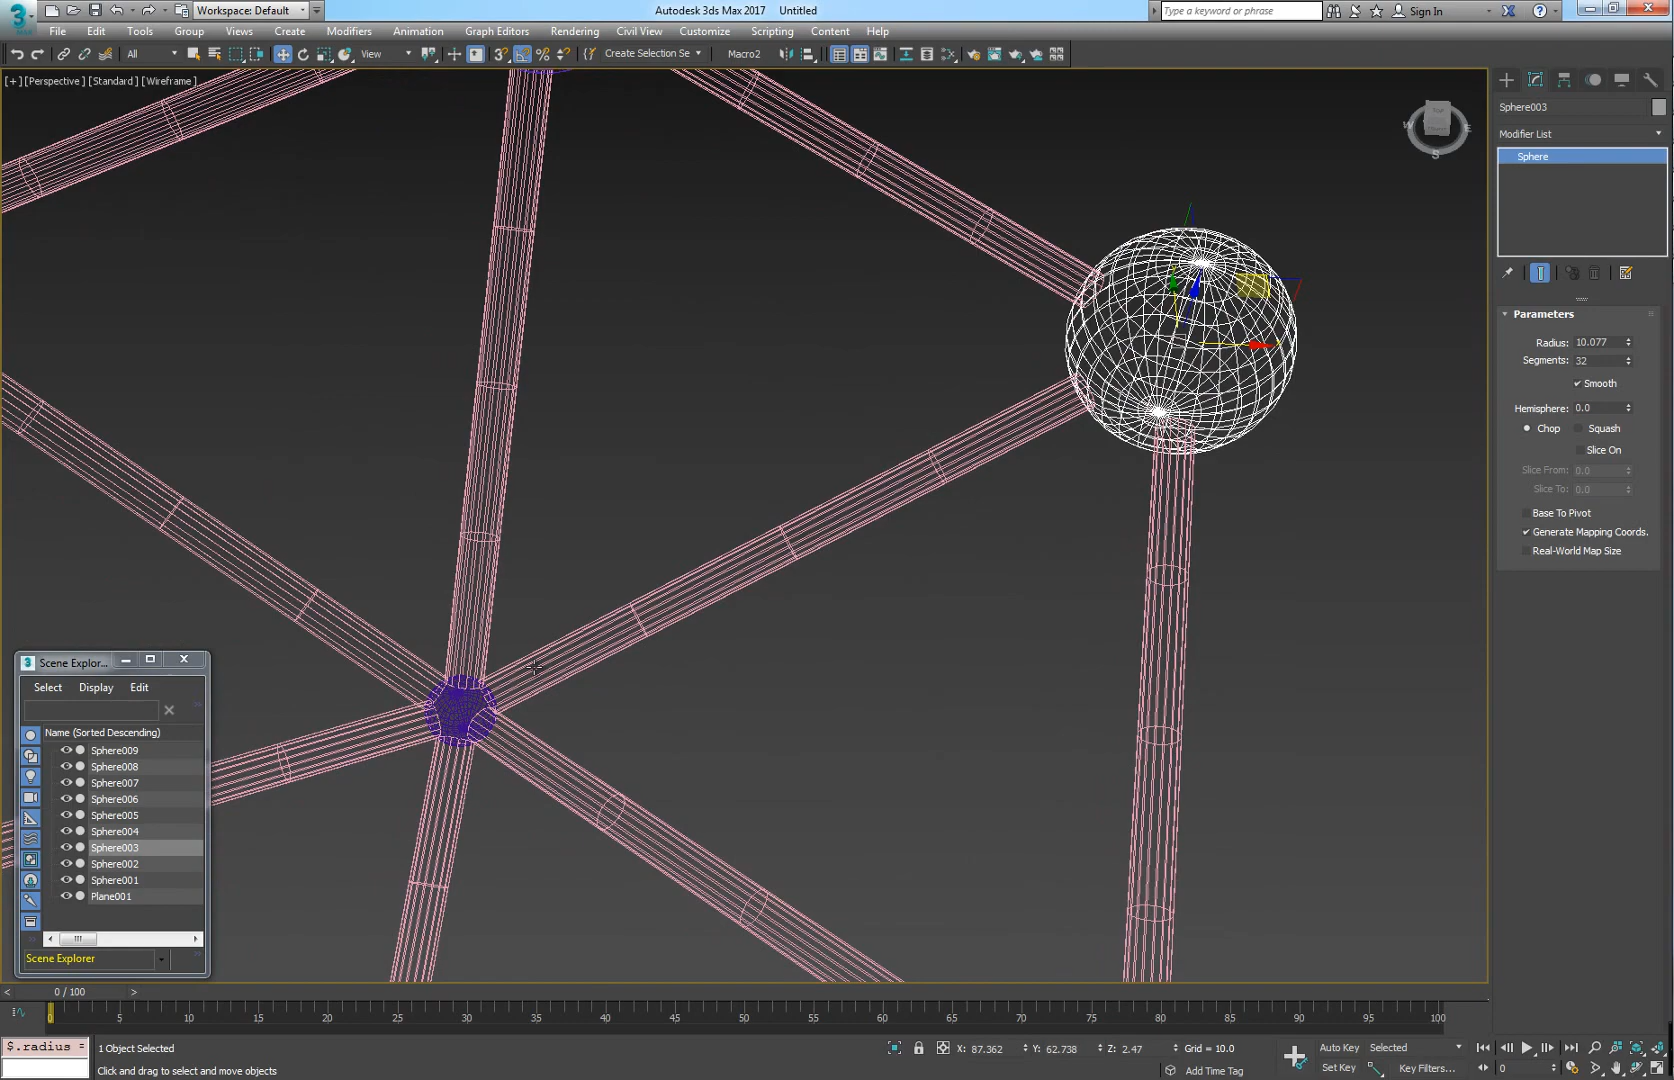 Workspace: Default
Autodesk 3ds Max 2017 Untitled
Type a keyword or phrase
Sign In
3
MAX
File Edit Tools Group Views Create Modifiers Animation Graph Editors Rendering Civil View Customize Scripting Content Help
All View Create Selection Se Macro2
[+] [Perspective] [Standard] [Wireframe]
W E
S
Sphere003
Modifier List
Sphere
Parameters
Radius: 10.077
Segments: 32
Smooth
Hemisphere: 0.0
Chop Squash
Slice On
Slice From: 0.0
Slice To: 0.0
Base To Pivot
Generate Mapping Coords.
Real-World Map Size
3 Scene Explor...
Select Display Edit
Name (Sorted Descending)
Sphere009
Sphere008
Sphere007
Sphere006
Sphere005
Sphere004
Sphere003
Sphere002
Sphere001
Plane001
Scene Explorer
0 / 100
0 5 10 15 20 25 30 35 40 45 50 55 60 65 70 75 80 85 90 95 100
$.radius =
1 Object Selected
X: 87.362 Y: 62.738 Z: 2.47 Grid = 10.0
Auto Key Selected
Click and drag to select and move objects
Add Time Tag
Set Key Key Filters... 0